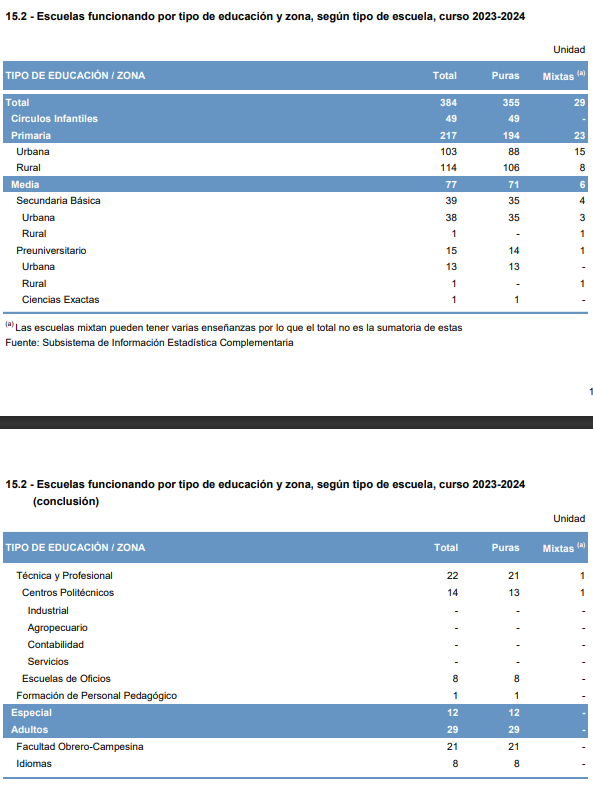 15.2 - Escuelas funcionando por tipo de educación y zona, según tipo de escuela, curso 2023-2024
Unidad
TIPO DE EDUCACIÓN / ZONA Total Puras Mixtas (a)
Total 384 355 29
Círculos Infantiles 49 49 -
Primaria 217 194 23
Urbana 103 88 15
Rural 114 106 8
Media 77 71 6
Secundaria Básica 39 35 4
Urbana 38 35 3
Rural 1 - 1
Preuniversitario 15 14 1
Urbana 13 13 -
Rural 1 - 1
Ciencias Exactas 1 1 -
(a) Las escuelas mixtan pueden tener varias enseñanzas por lo que el total no es la sumatoria de estas
Fuente: Subsistema de Información Estadística Complementaria
1
15.2 - Escuelas funcionando por tipo de educación y zona, según tipo de escuela, curso 2023-2024
(conclusión)
Unidad
TIPO DE EDUCACIÓN / ZONA Total Puras Mixtas (a)
Técnica y Profesional 22 21 1
Centros Politécnicos 14 13 1
Industrial - - -
Agropecuario - - -
Contabilidad - - -
Servicios - - -
Escuelas de Oficios 8 8 -
Formación de Personal Pedagógico 1 1 -
Especial 12 12 -
Adultos 29 29 -
Facultad Obrero-Campesina 21 21 -
Idiomas 8 8 -